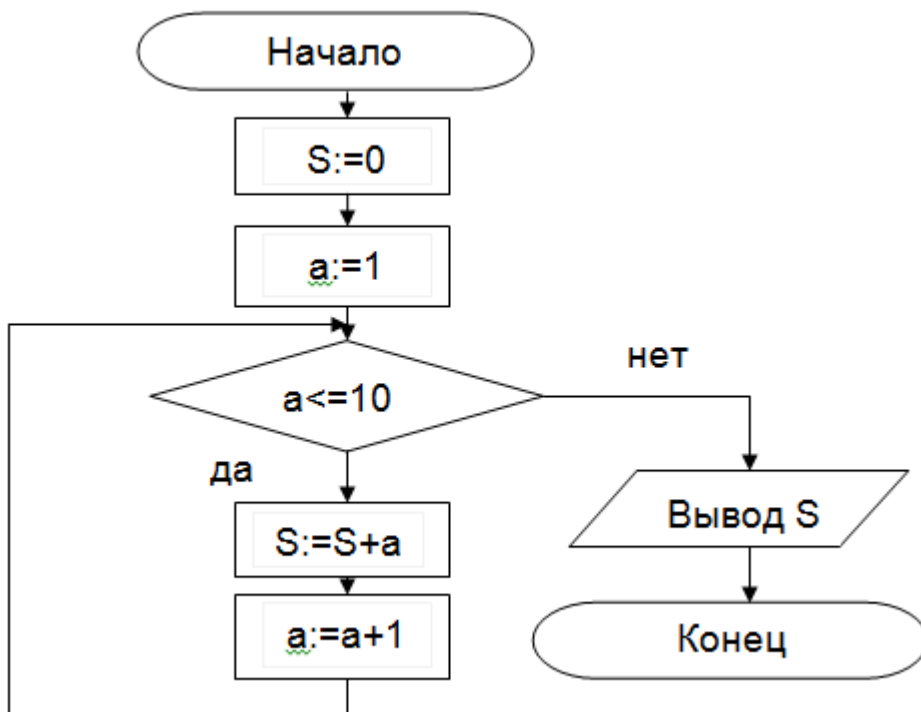 Начало
S:=0
a:=1
a<=10
нет
да
S:=S+a
a:=a+1
Вывод S
Конец